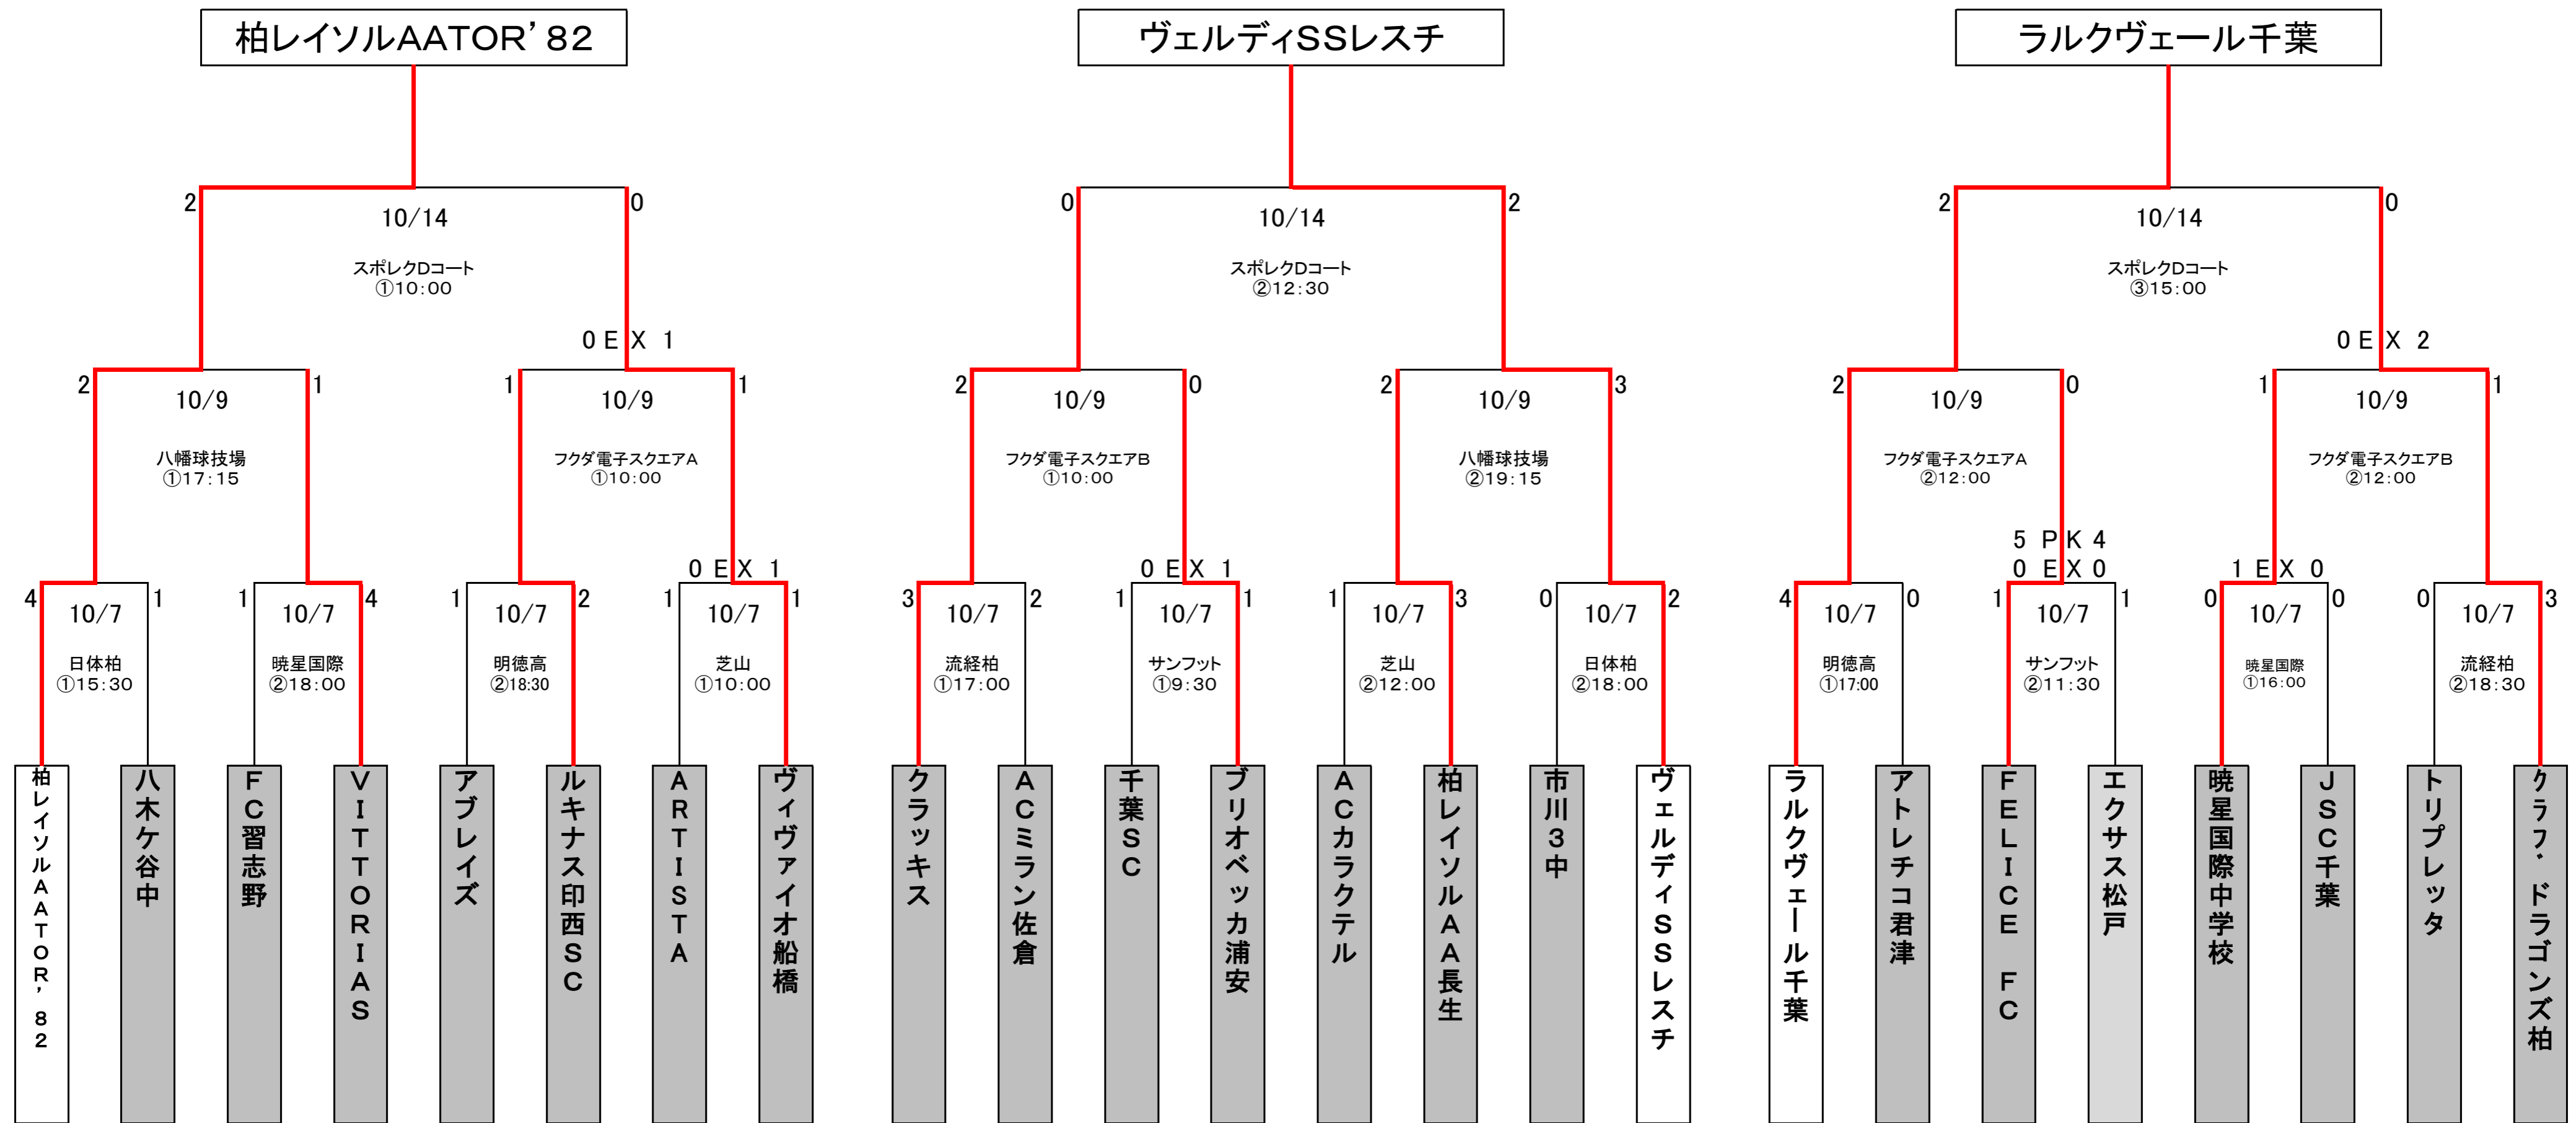 柏レイソルAATOR’82
ヴェルディSSレスチ
ラルクヴェール千葉
2 0 0 2 2 0
10/14 10/14 10/14
スポレクDコート スポレクDコート スポレクDコート
①10:00 ②12:30 ③15:00
0 E X 1 0 E X 2
2 1 1 1 2 0 2 3 2 0 1 1
10/9 10/9 10/9 10/9 10/9 10/9
八幡球技場 フクダ電子スクエアA フクダ電子スクエアB 八幡球技場 フクダ電子スクエアA フクダ電子スクエアB
①17:15 ①10:00 ①10:00 ②19:15 ②12:00 ②12:00
5 P K 4
0 E X 1 0 E X 1 0 E X 0 1 E X 0
4 1 1 4 1 2 1 1 3 2 1 1 1 3 0 2 4 0 1 1 0 0 0 3
10/7 10/7 10/7 10/7 10/7 10/7 10/7 10/7 10/7 10/7 10/7 10/7
日体柏 暁星国際 明徳高 芝山 流経柏 サンフット 芝山 日体柏 明徳高 サンフット 暁星国際 流経柏
①15:30 ②18:00 ②18:30 ①10:00 ①17:00 ①9:30 ②12:00 ②18:00 ①17:00 ②11:30 ①16:00 ②18:30
柏レイソルAATOR’82
八木ケ谷中
FC習志野
VITTORIAS
アブレイズ
ルキナス印西SC
ARTISTA
ヴィヴァイオ船橋
クラッキス
ACミラン佐倉
千葉SC
ブリオベッカ浦安
ACカラクテル
柏レイソルAA長生
市川3中
ヴェルディSSレスチ
ラルクヴェール千葉
アトレチコ君津
FELICE FC
エクサス松戸
暁星国際中学校
JSC千葉
トリプレッタ
クラブ・ドラゴンズ柏